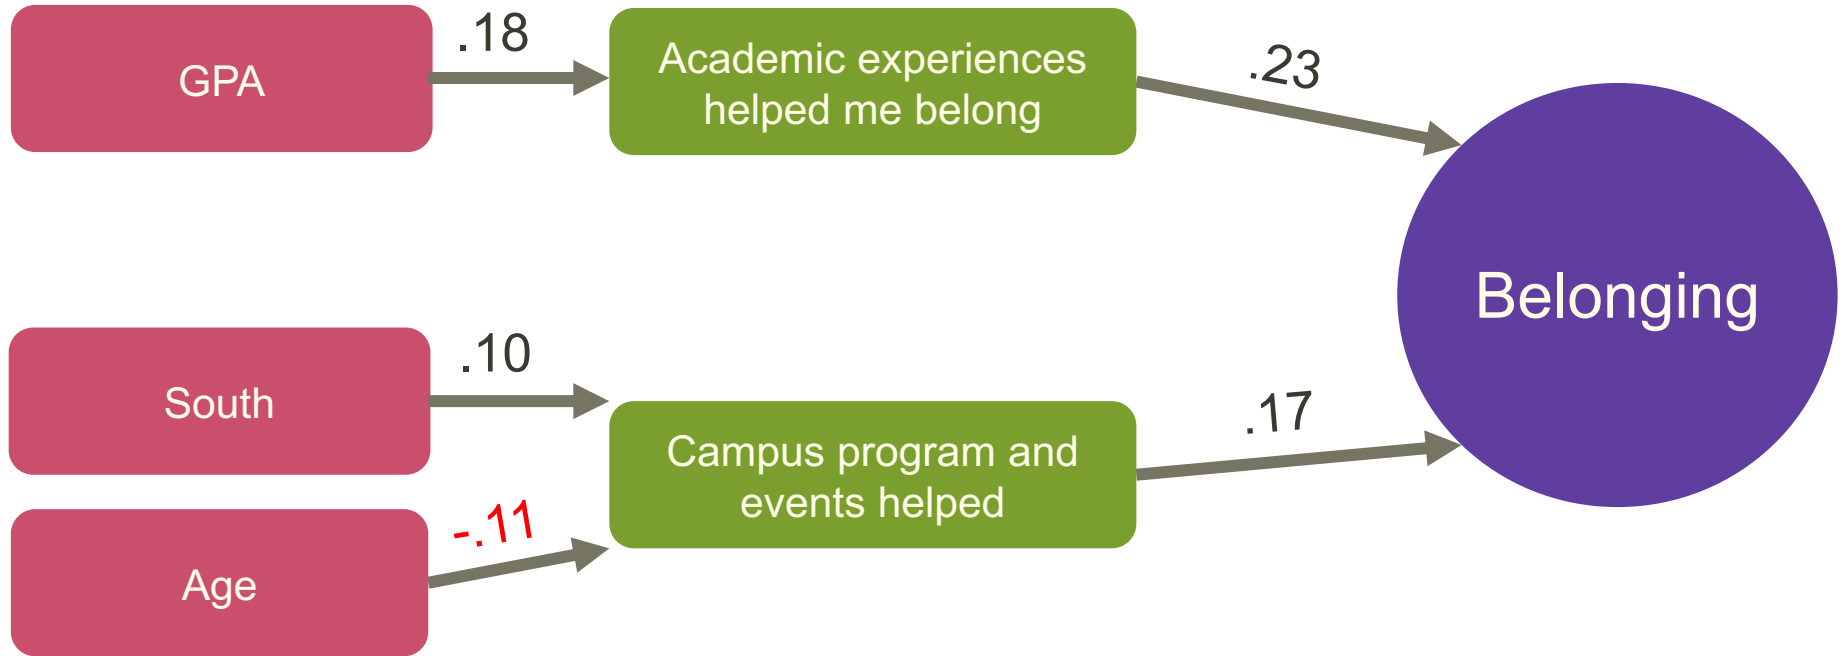 GPA
.18
Academic experiences
helped me belong
.23
Belonging
South
.10
Campus program and
events helped
.17
Age
-.11